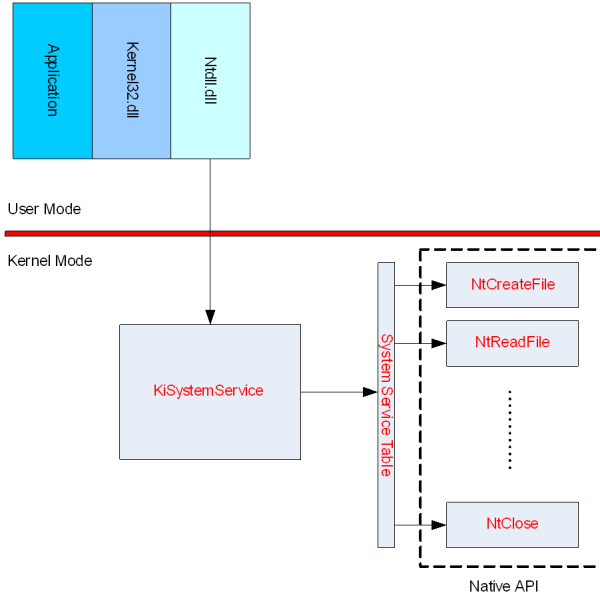 Application
Kernel32.dll
Ntdll.dll
User Mode
Kernel Mode
KiSystemService
System Service Table
NtCreateFile
NtReadFile
NtClose
Native API